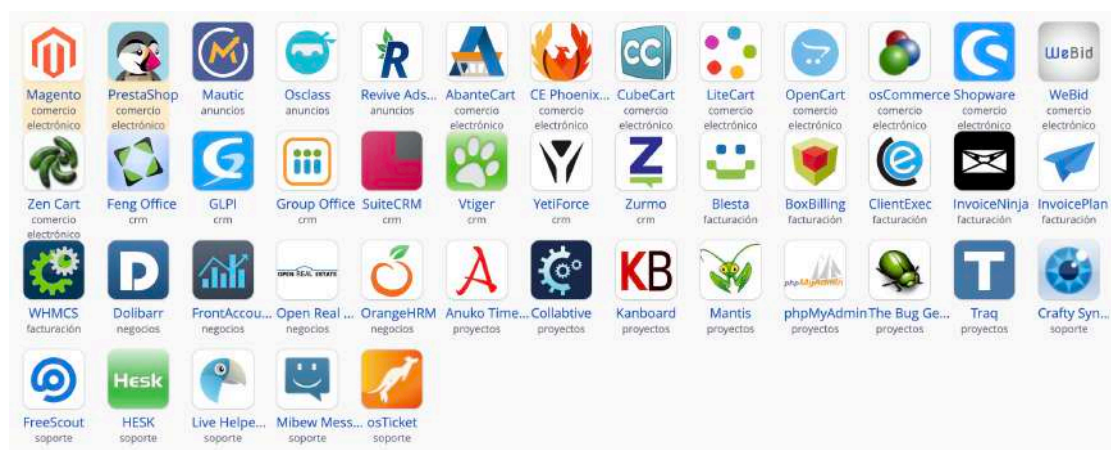 WeBid
Magento PrestaShop Mautic Osclass Revive Ads... AbanteCart CE Phoenix... CubeCart LiteCart OpenCart osCommerce Shopware WeBid
comercio comercio anuncios anuncios anuncios comercio comercio comercio comercio comercio comercio comercio comercio
electrónico electrónico electrónico electrónico electrónico electrónico electrónico electrónico electrónico electrónico
Zen Cart Feng Office GLPI Group Office SuiteCRM Vtiger YetiForce Zurmo Blesta BoxBilling ClientExec InvoiceNinja InvoicePlan
comercio crm crm crm crm crm crm crm facturación facturación facturación facturación facturación
electrónico
OPEN REAL ESTATE KB phpMyAdmin T
WHMCS Dolibarr FrontAccou... Open Real ... OrangeHRM Anuko Time... Collabtive Kanboard Mantis phpMyAdmin The Bug Ge... Traq Crafty Syn...
facturación negocios negocios negocios negocios proyectos proyectos proyectos proyectos proyectos proyectos proyectos soporte
HESK
FreeScout HESK Live Helpe... Mibew Mess... osTicket
soporte soporte soporte soporte soporte